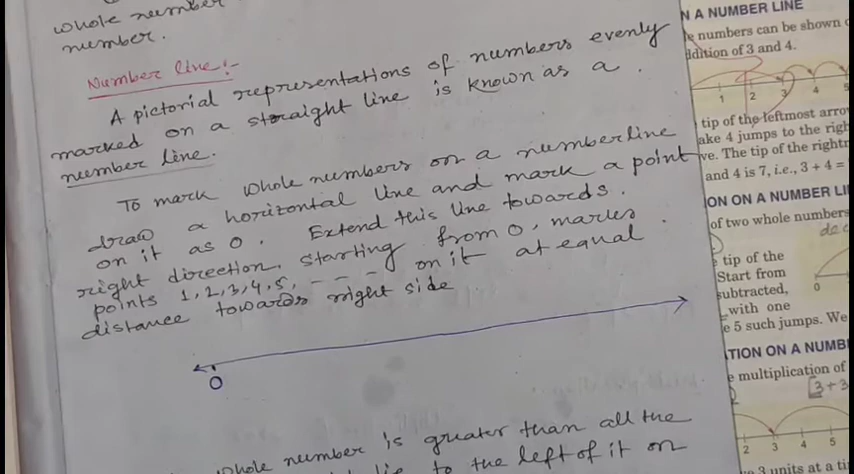 whole number
number.
Number line:-
A pictorial representations of numbers evenly
marked on a straight line is known as a
number line.
To mark whole numbers on a numberline
draw a horizontal line and mark a point
on it as 0. Extend this line towards.
right direction, starting from 0, marks
points 1, 2, 3, 4, 5, - - - on it at equal
distance towards right side
0
whole number is greater than all the
to the left of it on
N A NUMBER LINE
e numbers can be shown
ddition of 3 and 4.
1 2 3 4 5
tip of the leftmost arro
ake 4 jumps to the righ
ve. The tip of the rightr
and 4 is 7, i.e., 3 + 4 =
ON ON A NUMBER LI
of two whole numbers
tip of the
Start from
subtracted,
with one
e 5 such jumps. We
0
TION ON A NUMB
e multiplication of
3+3
2 3 4 5
3 units at a ti